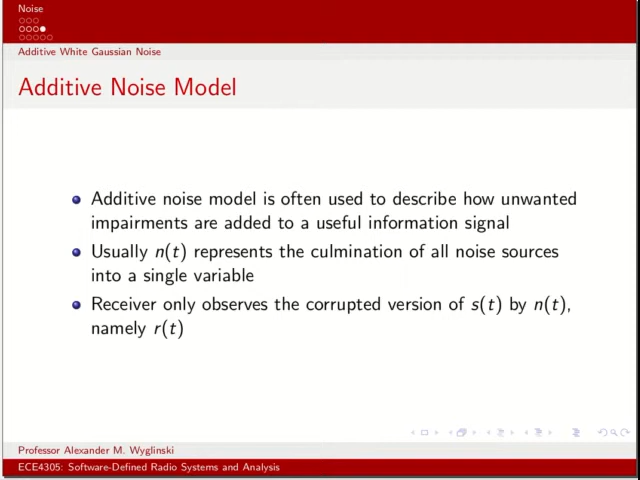 Noise
Additive White Gaussian Noise
Additive Noise Model
Additive noise model is often used to describe how unwanted
impairments are added to a useful information signal
Usually n(t) represents the culmination of all noise sources
into a single variable
Receiver only observes the corrupted version of s(t) by n(t),
namely r(t)
Professor Alexander M. Wyglinski
ECE4305: Software-Defined Radio Systems and Analysis